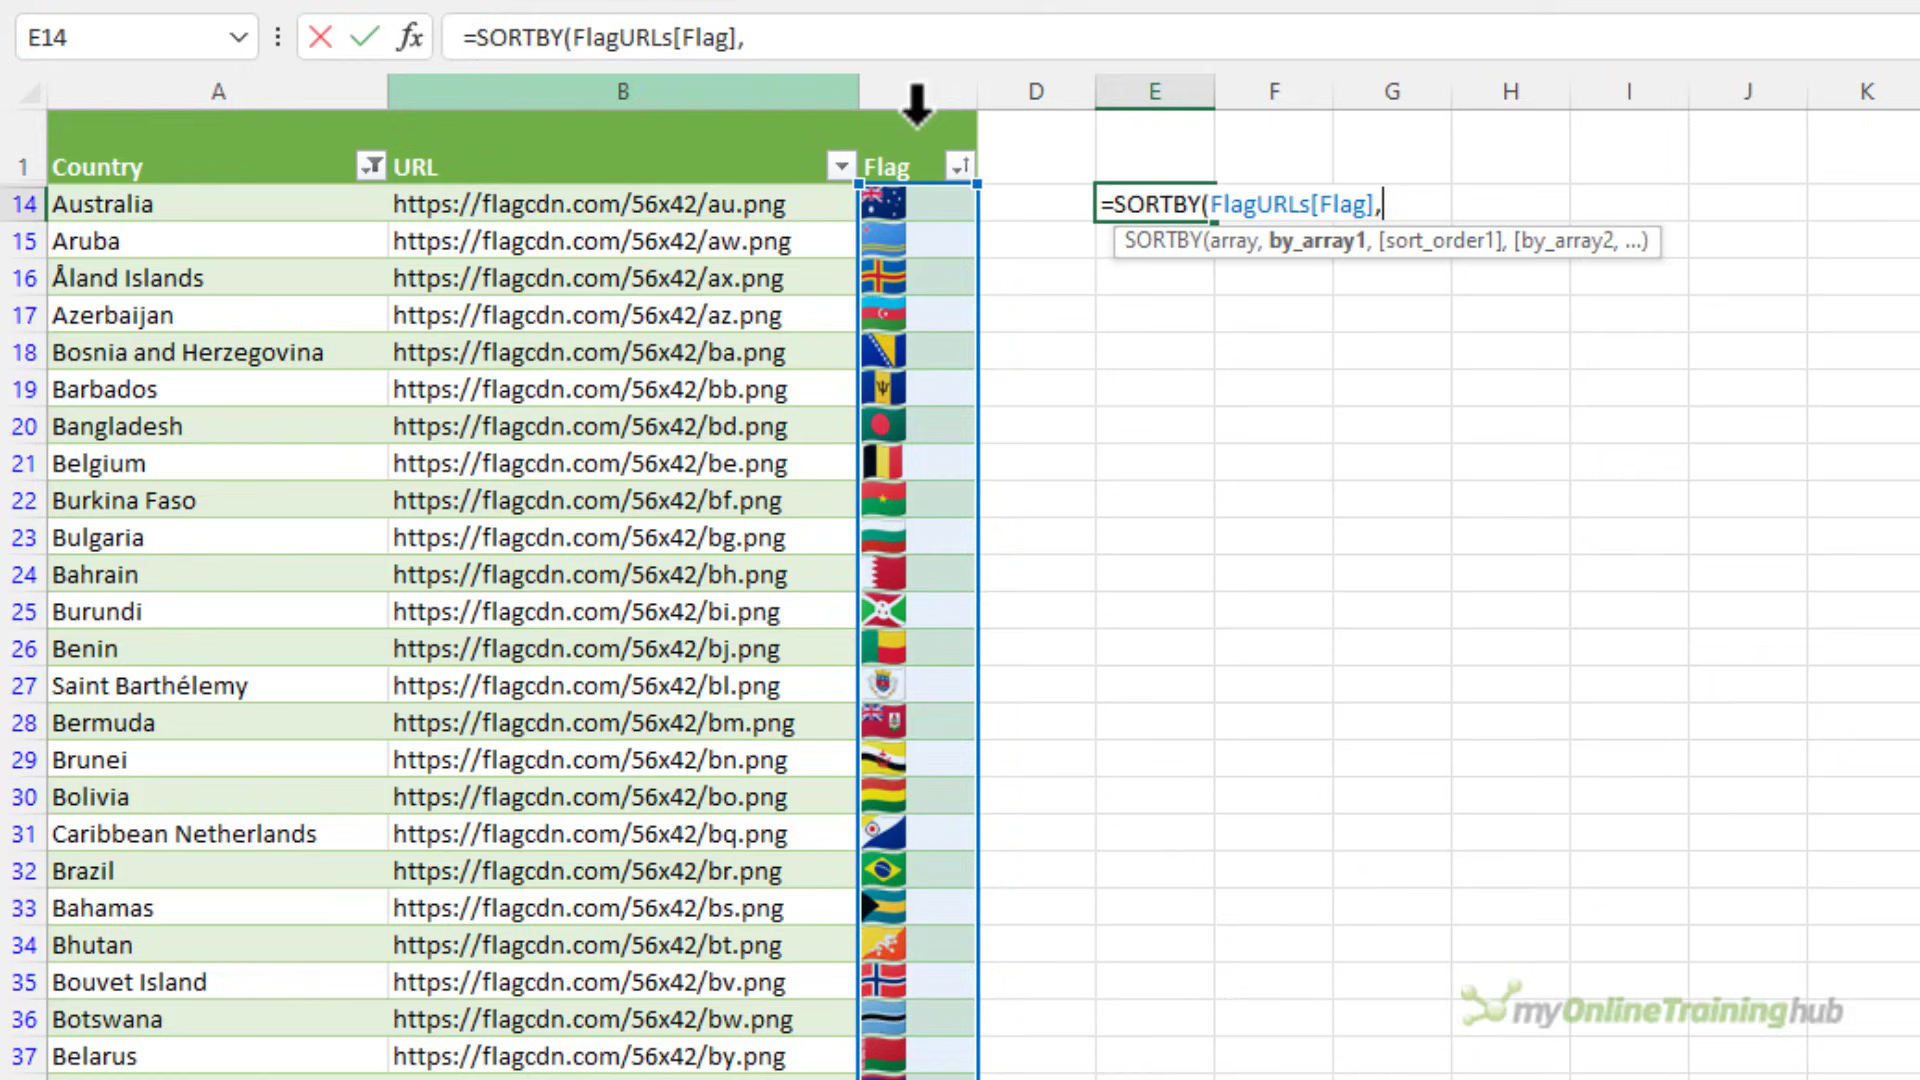 E14
fx
=SORTBY(FlagURLs[Flag],
A B D E F G H I J K
1 Country URL Flag
14 Australia https://flagcdn.com/56x42/au.png =SORTBY(FlagURLs[Flag],
15 Aruba https://flagcdn.com/56x42/aw.png SORTBY(array, by_array1, [sort_order1], [by_array2, ...)
16 Åland Islands https://flagcdn.com/56x42/ax.png
17 Azerbaijan https://flagcdn.com/56x42/az.png
18 Bosnia and Herzegovina https://flagcdn.com/56x42/ba.png
19 Barbados https://flagcdn.com/56x42/bb.png
20 Bangladesh https://flagcdn.com/56x42/bd.png
21 Belgium https://flagcdn.com/56x42/be.png
22 Burkina Faso https://flagcdn.com/56x42/bf.png
23 Bulgaria https://flagcdn.com/56x42/bg.png
24 Bahrain https://flagcdn.com/56x42/bh.png
25 Burundi https://flagcdn.com/56x42/bi.png
26 Benin https://flagcdn.com/56x42/bj.png
27 Saint Barthélemy https://flagcdn.com/56x42/bl.png
28 Bermuda https://flagcdn.com/56x42/bm.png
29 Brunei https://flagcdn.com/56x42/bn.png
30 Bolivia https://flagcdn.com/56x42/bo.png
31 Caribbean Netherlands https://flagcdn.com/56x42/bq.png
32 Brazil https://flagcdn.com/56x42/br.png
33 Bahamas https://flagcdn.com/56x42/bs.png
34 Bhutan https://flagcdn.com/56x42/bt.png
35 Bouvet Island https://flagcdn.com/56x42/bv.png
36 Botswana https://flagcdn.com/56x42/bw.png
37 Belarus https://flagcdn.com/56x42/by.png
myOnlineTraininghub